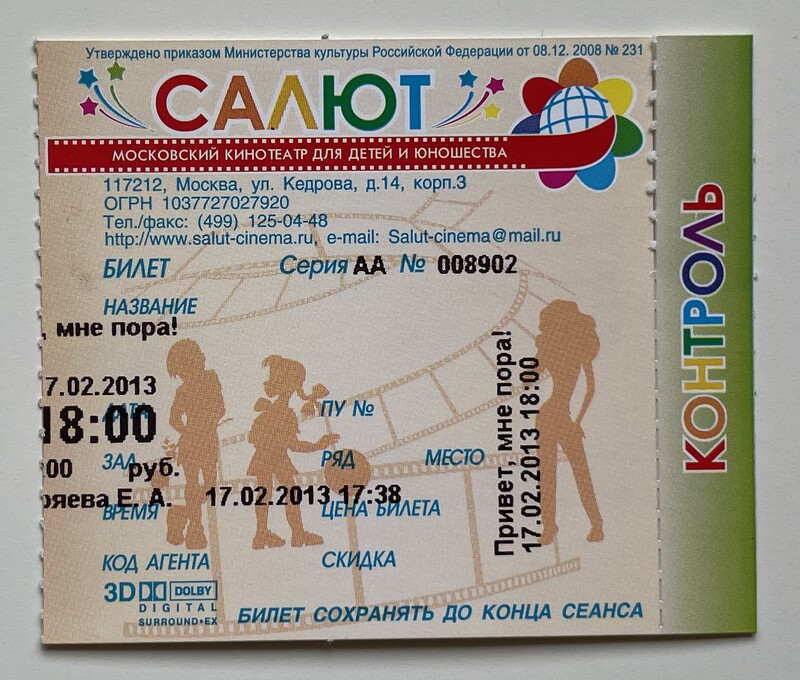 Утверждено приказом Министерства культуры Российской Федерации от 08.12. 2008 № 231
САЛЮТ
МОСКОВСКИЙ КИНОТЕАТР ДЛЯ ДЕТЕЙ И ЮНОШЕСТВА
117212, Москва, ул. Кедрова, д.14, корп.3
ОГРН 1037727027920
Тел./факс: (499) 125-04-48
http://www.salut-cinema.ru, e-mail: Salut-cinema@mail.ru
БИЛЕТ Серия АА № 008902
НАЗВАНИЕ
, мне пора!
7.02.2013
ДАТА ПУ №
18:00
ЗАЛ РЯД МЕСТО
:00 руб.
ряева Е. А. 17.02.2013 17:38
ВРЕМЯ ЦЕНА БИЛЕТА
КОД АГЕНТА СКИДКА
3D DOLBY
DIGITAL
SURROUND•EX
БИЛЕТ СОХРАНЯТЬ ДО КОНЦА СЕАНСА
Привет, мне пора!
17.02.2013 18:00
КОНТРОЛЬ